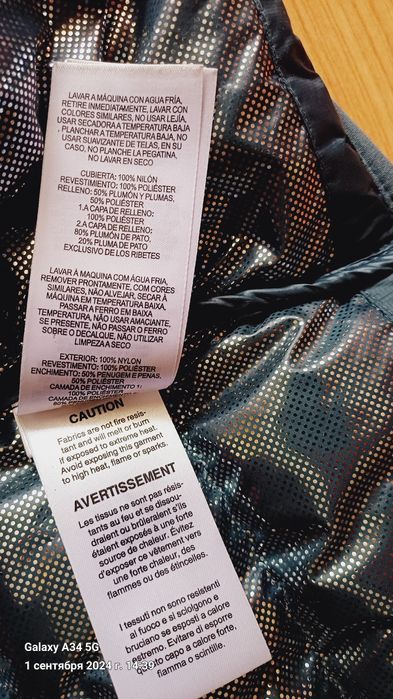 LAVAR A MÁQUINA CON AGUA FRÍA,
RETIRE INMEDIATAMENTE, LAVAR CON
COLORES SIMILARES, NO USAR LEJÍA,
USAR SECADORA A TEMPERATURA BAJA
, PLANCHAR A TEMPERATURA BAJA, NO
USAR SUAVIZANTE DE TELAS, EN SU
CASO, NO PLANCHE LA PEGATINA,
NO LAVAR EN SECO
CUBIERTA: 100% NILÓN
REVESTIMIENTO: 100% POLIÉSTER
RELLENO: 50% PLUMÓN Y PLUMAS,
50% POLIÉSTER
1.A CAPA DE RELLENO:
100% POLIÉSTER
2.A CAPA DE RELLENO:
80% PLUMÓN DE PATO,
20% PLUMA DE PATO
EXCLUSIVO DE LOS RIBETES
LAVAR À MAQUINA COM AGUA FRIA,
REMOVER PRONTAMENTE, COM CORES
SIMILARES, NÃO ALVEJAR, SECAR À
MÁQUINA EM TEMPERATURA BAIXA,
PASSAR A FERRO EM BAIXA
TEMPERATURA, NÃO USAR AMACIANTE,
SE PRESENTE, NÃO PASSAR O FERRO
SOBRE O DECALQUE, NÃO UTILIZAR
LIMPEZA A SECO
EXTERIOR: 100% NYLON
REVESTIMENTO: 100% POLIÉSTER
ENCHIMENTO: 50% PENUGEM E PENAS,
50% POLIÉSTER
CAMADA DE ENCHIMENTO 1:
100% POLIÉSTER
CAMADA DE ENCHIMENTO 2:
CAUTION
Fabrics are not fire resis-
tant and will melt or burn
if exposed to extreme heat.
Avoid exposing this garment
to high heat, flame or sparks.
AVERTISSEMENT
Les tissus ne sont pas résis-
tants au feu et se dissou-
draient ou brûleraient s'ils
étaient exposés à une forte
source de chaleur. Évitez
d'exposer ce vêtement vers
une forte chaleur, des
flammes ou des étincelles.
I tessuti non sono resistenti
al fuoco e si sciolgono e
bruciano se esposti a calore
estremo. Evitare di esporre
questo capo a calore forte,
fiamma o scintille.
Galaxy A34 5G
1 сентября 2024 г. 14:39